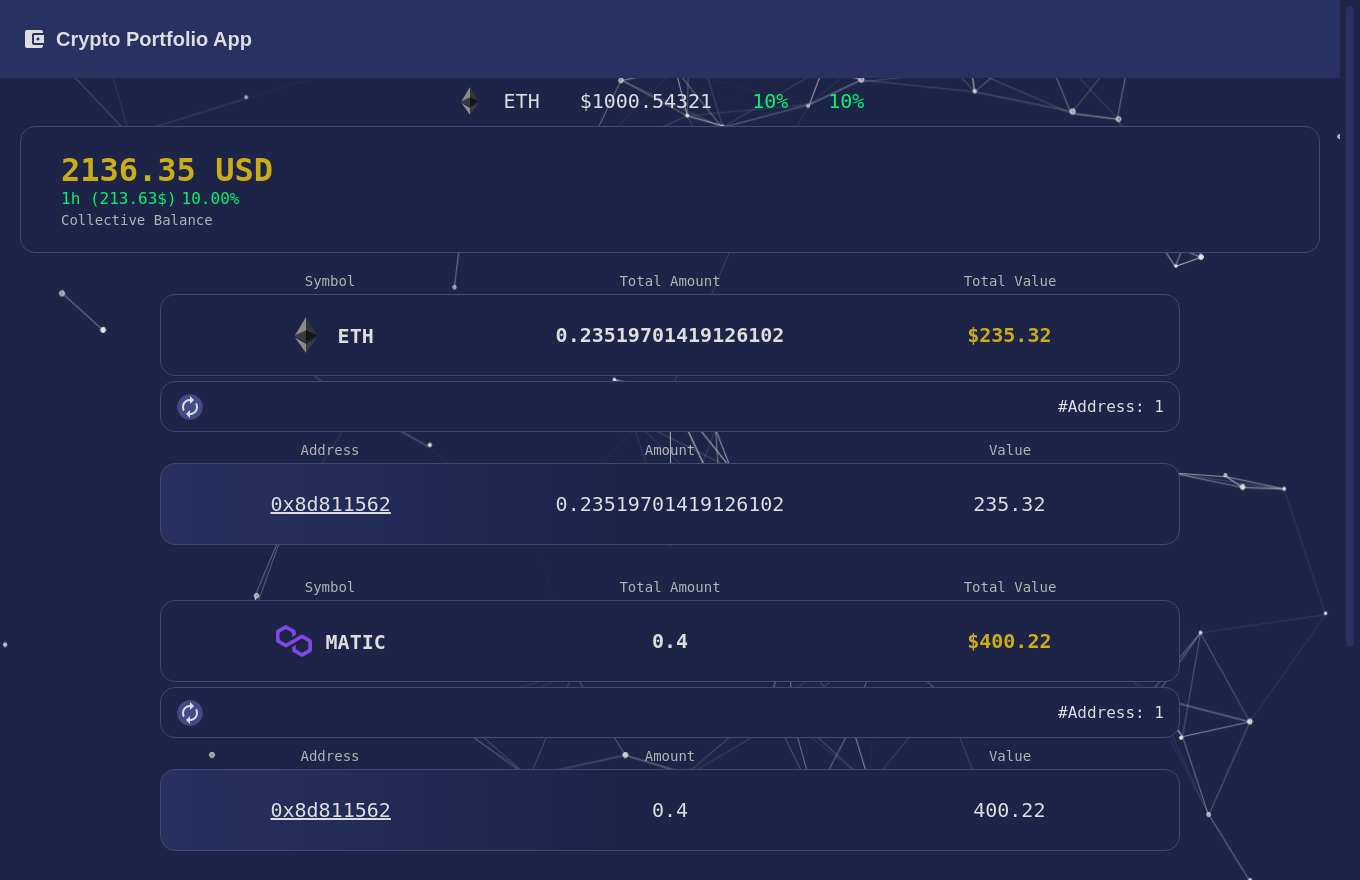 Crypto Portfolio App
ETH $1000.54321 10% 10%
2136.35 USD
1h (213.63$) 10.00%
Collective Balance
Symbol Total Amount Total Value
ETH 0.23519701419126102 $235.32
#Address: 1
Address Amount Value
0x8d811562 0.23519701419126102 235.32
Symbol Total Amount Total Value
MATIC 0.4 $400.22
#Address: 1
Address Amount Value
0x8d811562 0.4 400.22